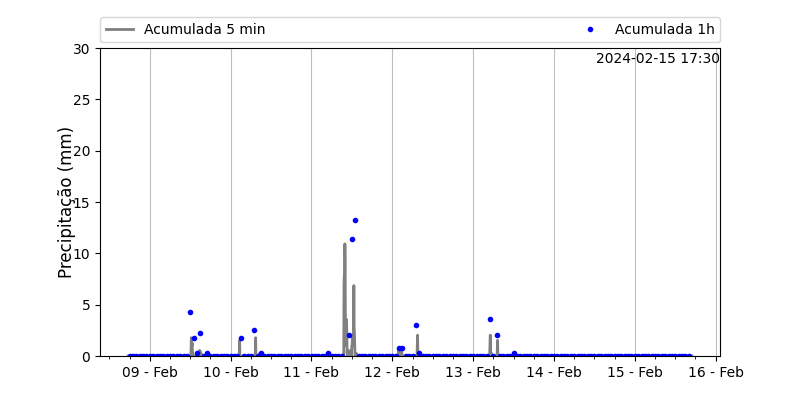 Acumulada 5 min
Acumulada 1h
2024-02-15 17:30
Precipitação (mm)
30
25
20
15
10
5
0
09 - Feb 10 - Feb 11 - Feb 12 - Feb 13 - Feb 14 - Feb 15 - Feb 16 - Feb